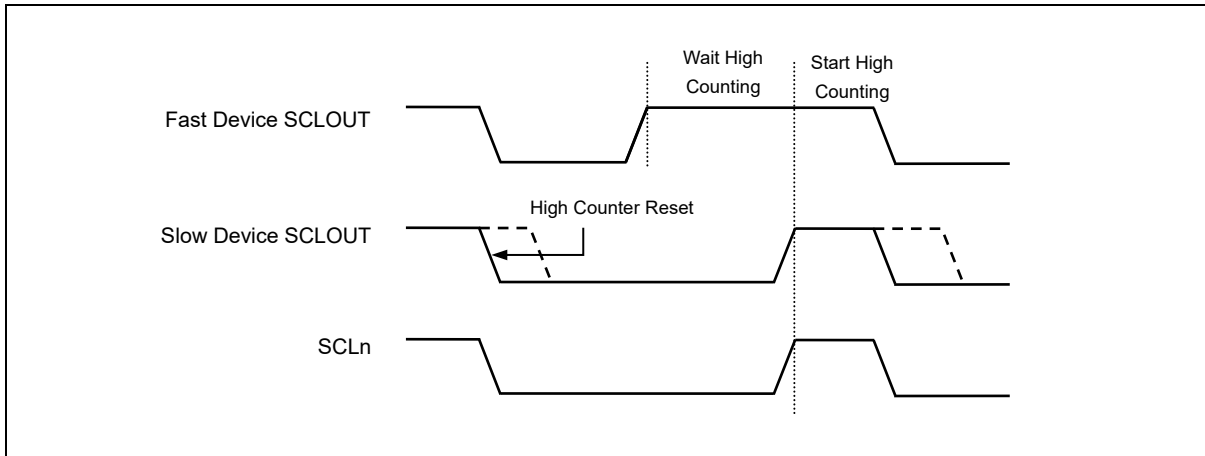 Wait High
Counting
Start High
Counting
Fast Device SCLOUT
High Counter Reset
Slow Device SCLOUT
SCLn